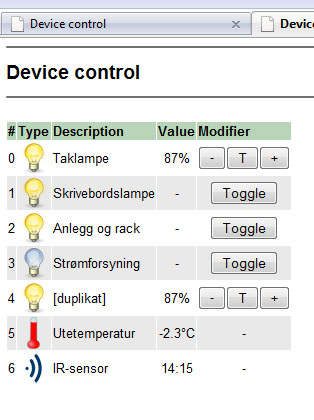 Device control
Device
Device control
# Type Description Value Modifier
0 Taklampe 87% - T +
1 Skrivebordslampe - Toggle
2 Anlegg og rack - Toggle
3 Strømforsyning - Toggle
4 [duplikat] 87% - T +
5 Utetemperatur -2.3°C -
6 IR-sensor 14:15 -